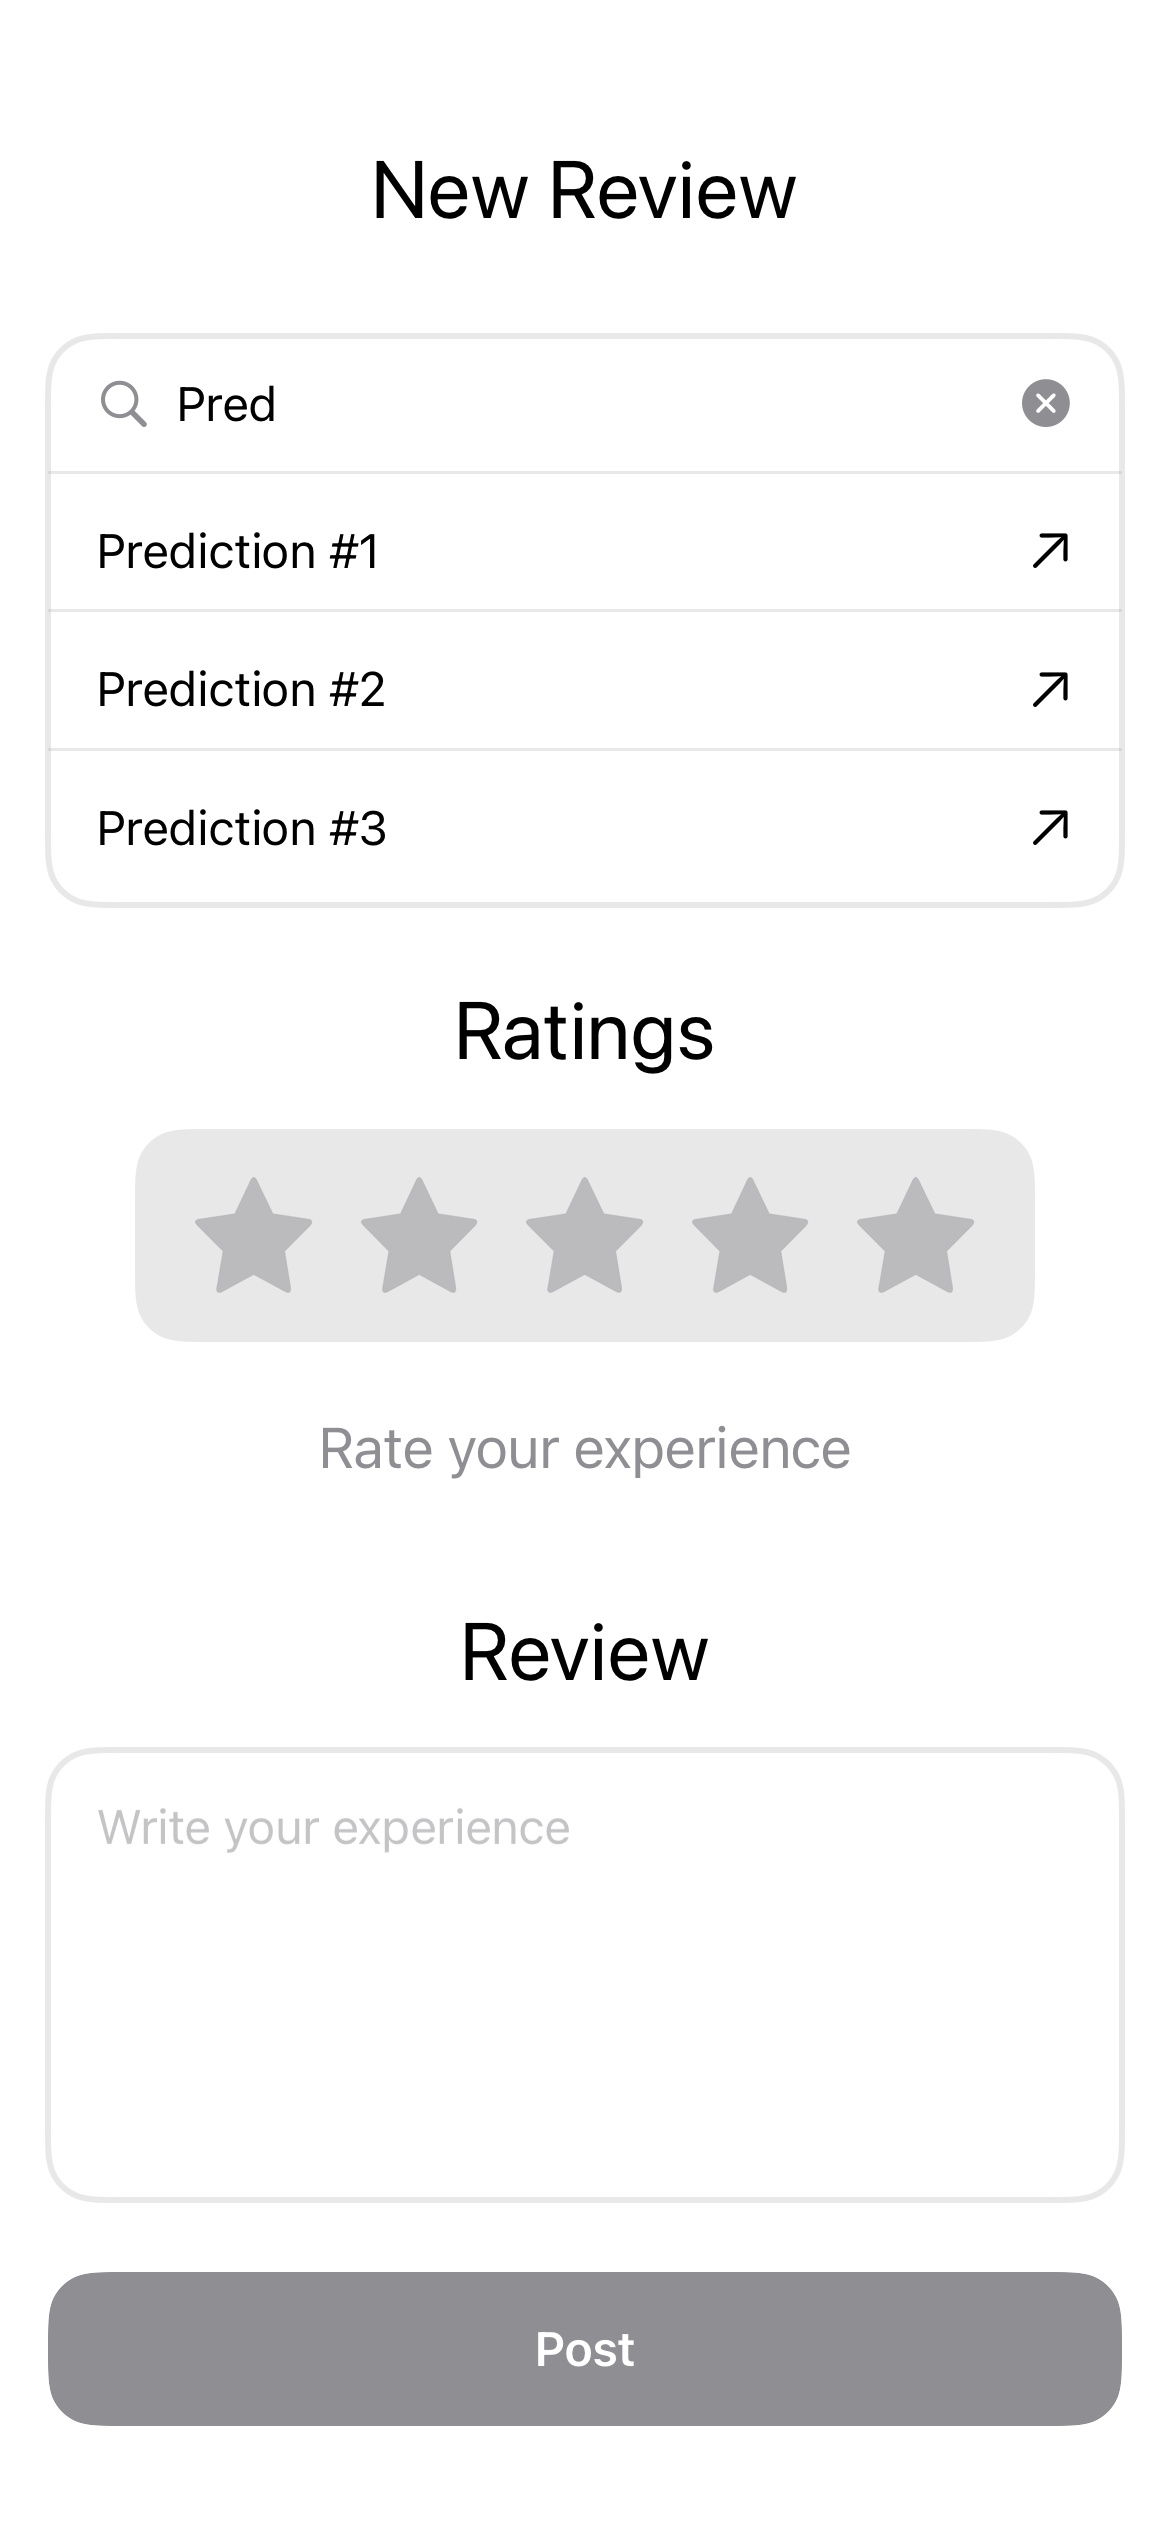 New Review
Pred
Prediction #1
Prediction #2
Prediction #3
Ratings
Rate your experience
Review
Write your experience
Post